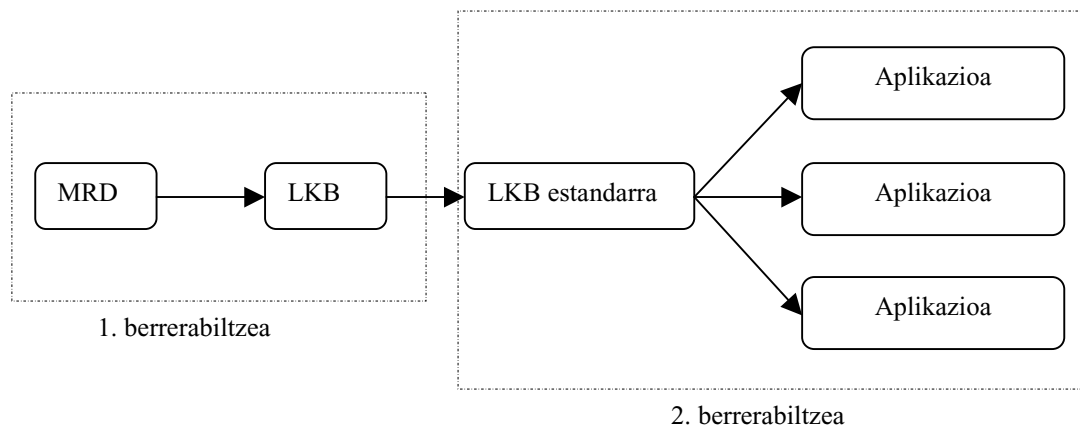 Aplikazioa
MRD
LKB
LKB estandarra
Aplikazioa
Aplikazioa
1. berrerabiltzea
2. berrerabiltzea